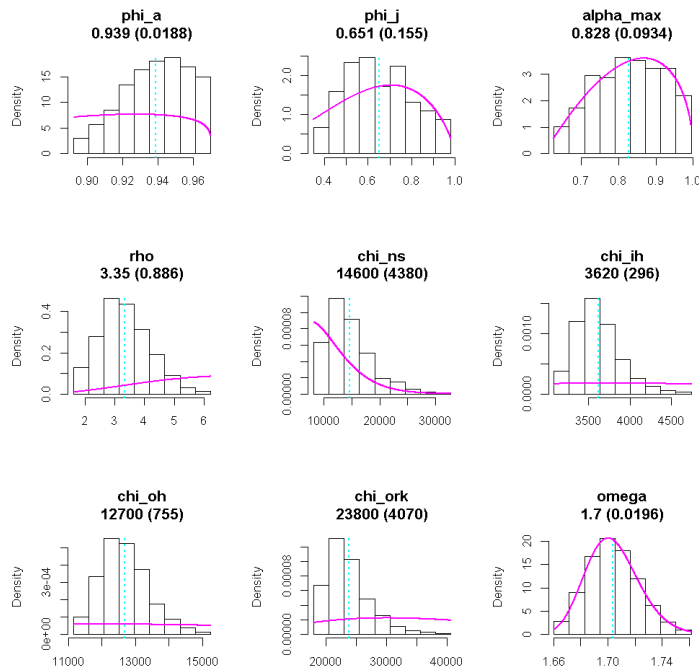 phi_a
0.939 (0.0188)
Density
0 5 10 15
0.90 0.92 0.94 0.96
phi_j
0.651 (0.155)
Density
0.0 1.0 2.0
0.4 0.6 0.8 1.0
alpha_max
0.828 (0.0934)
Density
0 1 2 3
0.7 0.8 0.9 1.0
rho
3.35 (0.886)
Density
0.0 0.2 0.4
2 3 4 5 6
chi_ns
14600 (4380)
Density
0.00000 0.00008
10000 20000 30000
chi_ih
3620 (296)
Density
0.0000 0.0010
3500 4000 4500
chi_oh
12700 (755)
Density
0e+00 3e-04
11000 13000 15000
chi_ork
23800 (4070)
Density
0.00000 0.00008
20000 30000 40000
omega
1.7 (0.0196)
Density
0 5 10 15 20
1.66 1.70 1.74